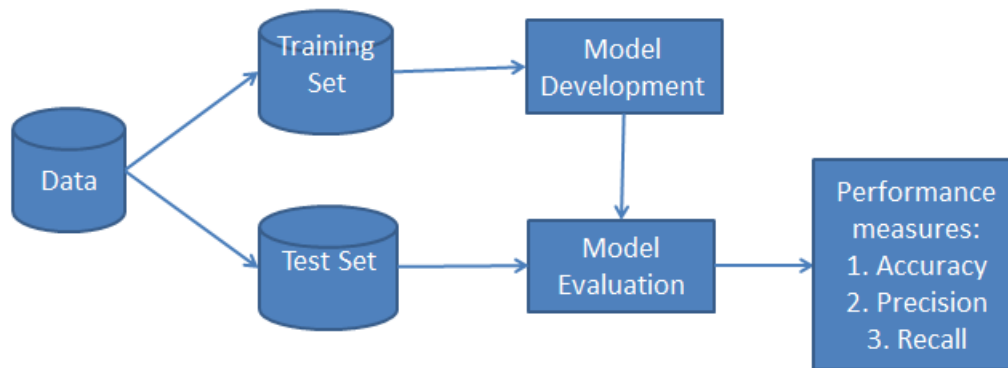 Training
Set
Model
Development
Data
Test Set
Model
Evaluation
Performance
measures:
1. Accuracy
2. Precision
3. Recall